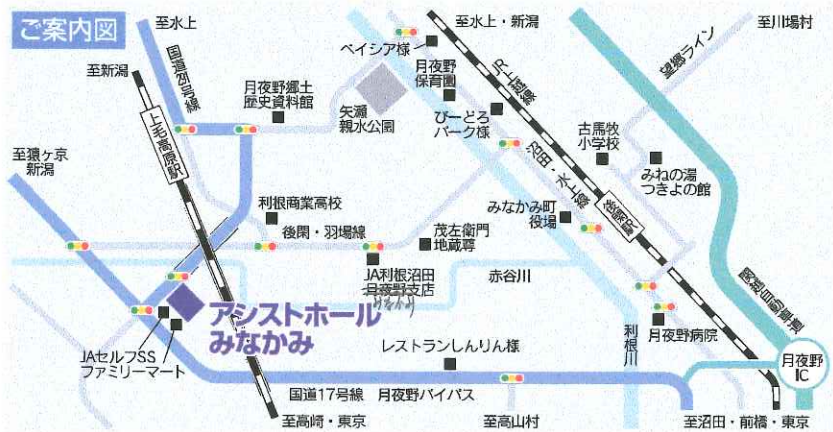 ご案内図
至水上
国道291号線
至新潟
上毛高原駅
月夜野郷土
歴史資料館
矢瀬
親水公園
ベイシア様
月夜野
保育園
びーどろ
パーク様
至水上・新潟
JR上越線
沼田・水上線
至川場村
望郷ライン
古馬牧
小学校
みねの湯
つきよの館
みなかみ町
役場
後閑駅
関越自動車道
至猿ヶ京
新潟
利根商業高校
後閑・羽場線
茂左衛門
地蔵尊
JA利根沼田
月夜野支店
みなかみ
赤谷川
アシストホール
みなかみ
JAセルフSS
ファミリーマート
レストランしんりん様
利根川
月夜野病院
月夜野
IC
国道17号線 月夜野バイパス
至高崎・東京
至高山村
至沼田・前橋・東京